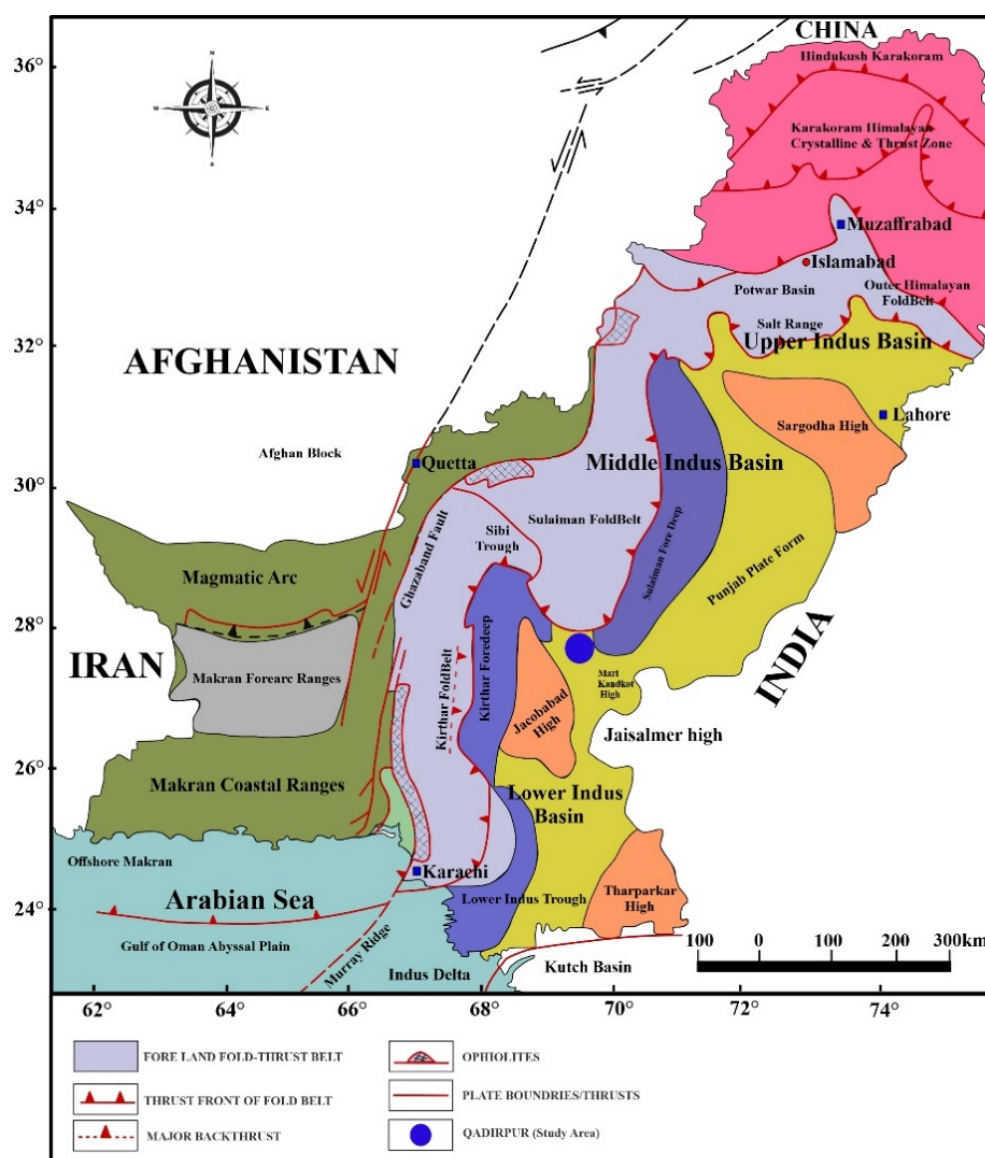 CHINA
Hindukush Karakoram
36°
N
W
E
S
Karakoram Himalayan
Crystalline & Thrust Zone
34°
Muzaffrabad
Islamabad
Potwar Basin
Outer Himalayan
FoldBelt
Salt Range
32°
Upper Indus Basin
AFGHANISTAN
Lahore
Sargodha High
Afghan Block
Quetta
Middle Indus Basin
30°
Sulaiman FoldBelt
Sibi
Trough
Ghazaband Fault
Sulaiman Fore Deep
Punjab Plate Form
Magmatic Arc
28°
IRAN
INDIA
Makran Forearc Ranges
Kirthar FoldBelt
Kirthar Foredeep
Mari
Kandkot
High
Jacobabad
High
Jaisalmer high
26°
Makran Coastal Ranges
Lower Indus
Basin
Offshore Makran
Karachi
Arabian Sea
Lower Indus Trough
Tharparkar
High
24°
Gulf of Oman Abyssal Plain
Murray Ridge
Indus Delta
Kutch Basin
100 0 100 200 300km
62° 64° 66° 68° 70° 72° 74°
FORE LAND FOLD-THRUST BELT
OPHIOLITES
THRUST FRONT OF FOLD BELT
PLATE BOUNDRIES/THRUSTS
MAJOR BACKTHRUST
QADIRPUR (Study Area)